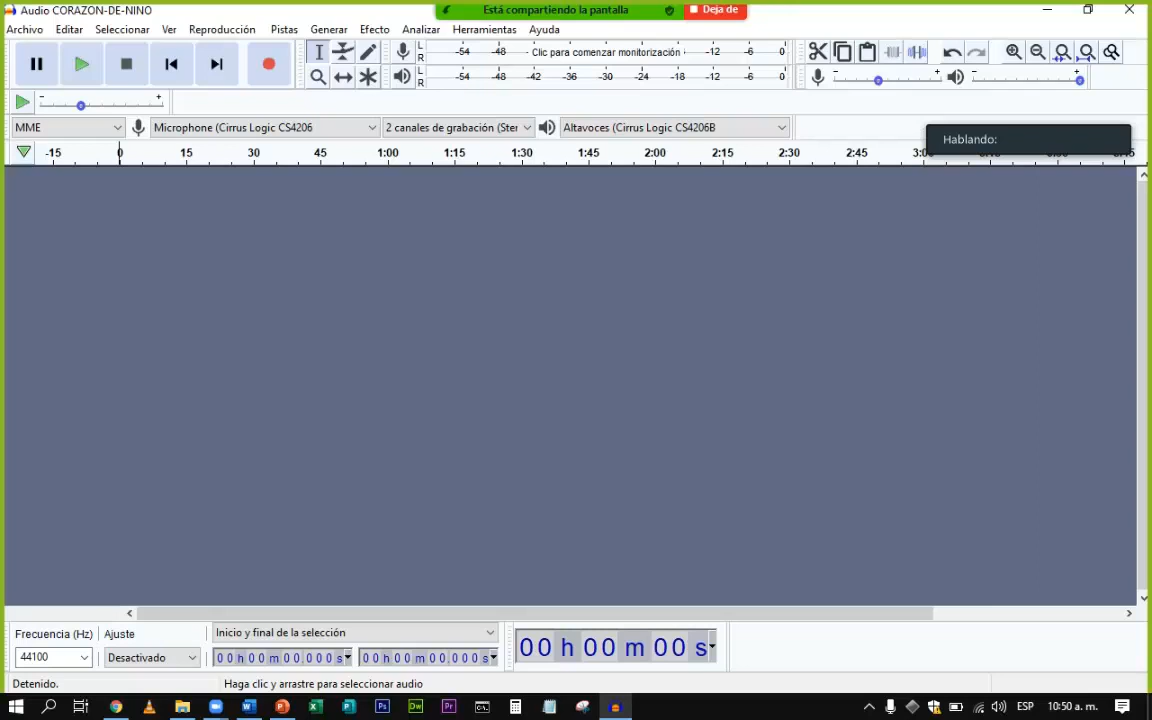 Audio CORAZON-DE-NINO
Está compartiendo la pantalla
Deja de
Archivo Editar Seleccionar Ver Reproducción Pistas Generar Efecto Analizar Herramientas Ayuda
L R -54 -48 - Clic para comenzar monitorización -12 -6 0
L R -54 -48 -42 -36 -30 -24 -18 -12 -6 0
- +
- +
- +
MME Microphone (Cirrus Logic CS4206 2 canales de grabación (Ster Altavoces (Cirrus Logic CS4206B
Hablando:
-15 0 15 30 45 1:00 1:15 1:30 1:45 2:00 2:15 2:30 2:45
Frecuencia (Hz) Ajuste Inicio y final de la selección
44100 Desactivado 00 h 00 m 00.000 s 00 h 00 m 00.000 s
00 h 00 m 00 s
Detenido. Haga clic y arrastre para seleccionar audio
W P X P Ps Dw Pr ESP 10:50 a. m.